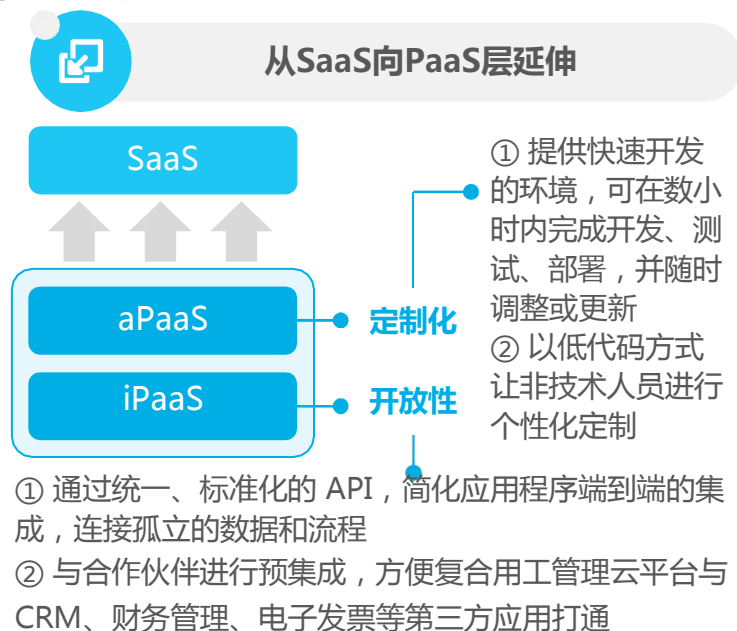 从SaaS向PaaS层延伸
SaaS
aPaaS
iPaaS
定制化
开放性
① 提供快速开发
的环境，可在数小
时内完成开发、测
试、部署，并随时
调整或更新
② 以低代码方式
让非技术人员进行
个性化定制
① 通过统一、标准化的 API，简化应用程序端到端的集
成，连接孤立的数据和流程
② 与合作伙伴进行预集成，方便复合用工管理云平台与
CRM、财务管理、电子发票等第三方应用打通